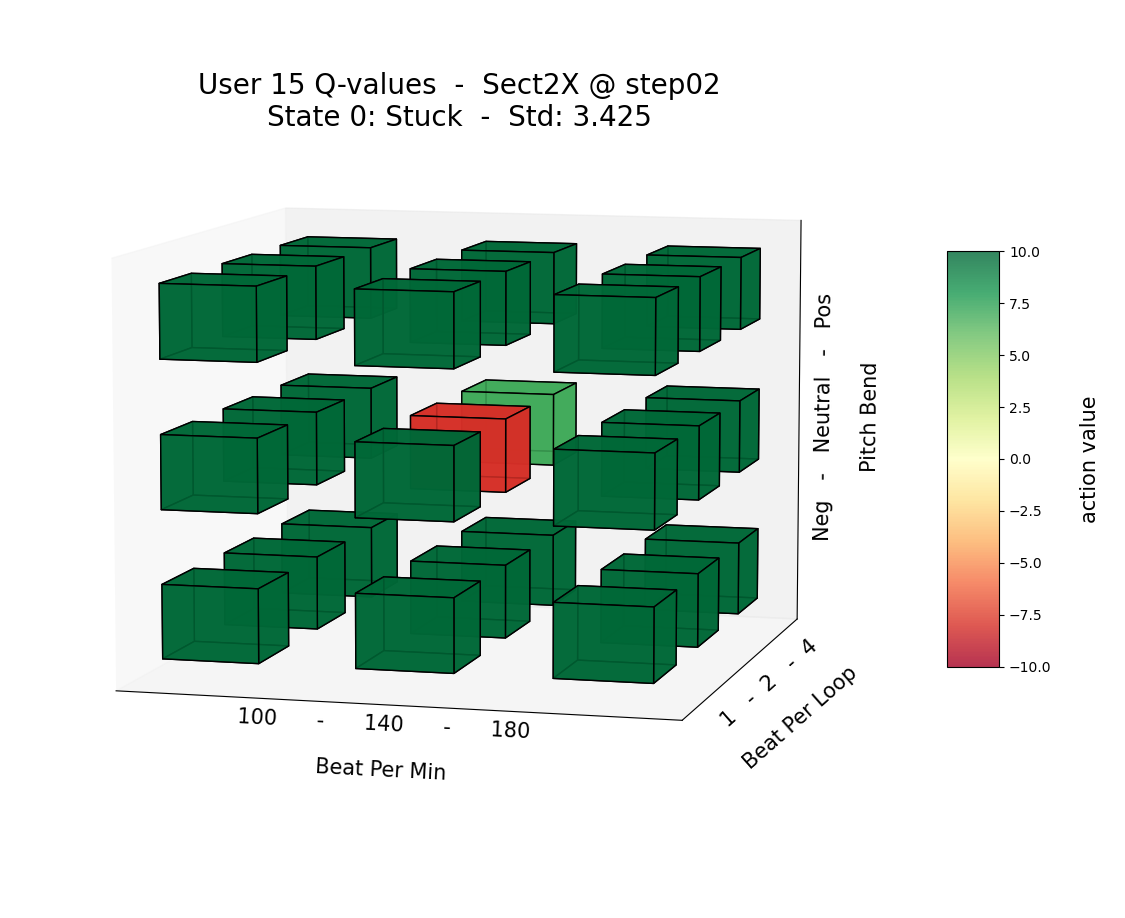 User 15 Q-values  -  Sect2X @ step02
State 0: Stuck  -  Std: 3.425
Neg  -  Neutral  -  Pos
Pitch Bend
1  -  2  -  4
Beat Per Loop
100  -  140  -  180
Beat Per Min
10.0
7.5
5.0
2.5
0.0
−2.5
−5.0
−7.5
−10.0
action value